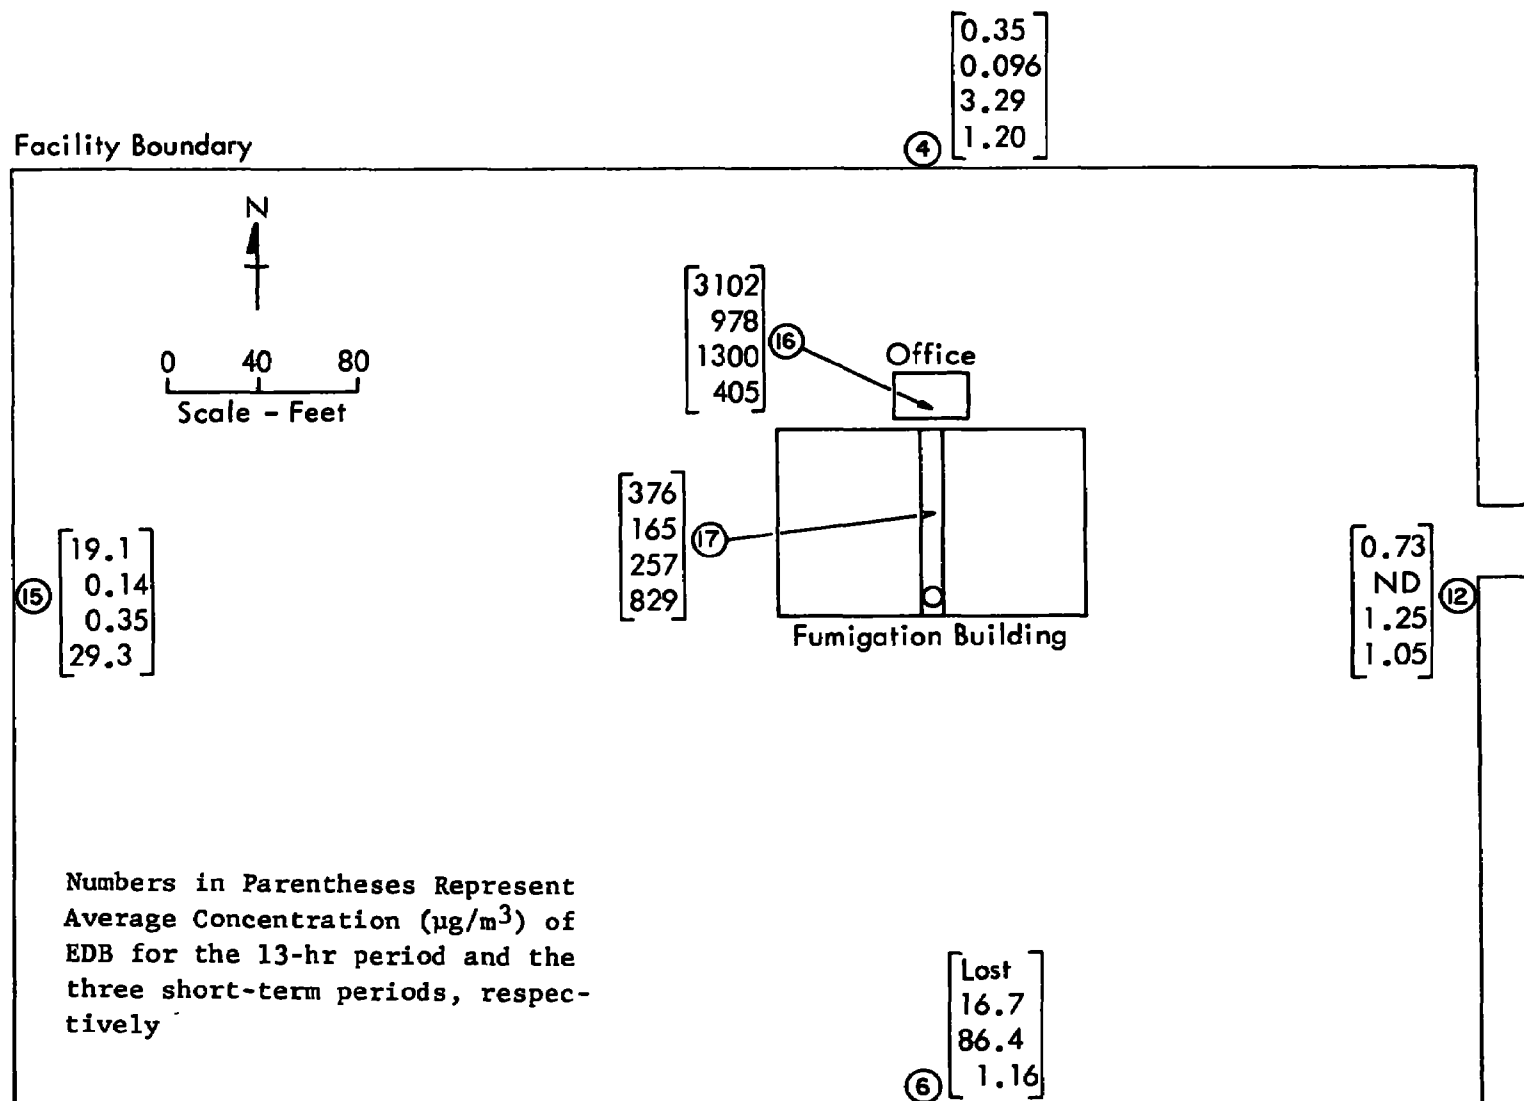 0.35
0.096
3.29
1.20
4
Facility Boundary
N
0 40 80
Scale - Feet
3102
978
1300
405
16
Office
376
165
257
829
17
Fumigation Building
15
19.1
0.14
0.35
29.3
0.73
ND
1.25
1.05
12
Numbers in Parentheses Represent
Average Concentration (µg/m³) of
EDB for the 13-hr period and the
three short-term periods, respec-
tively
Lost
16.7
86.4
1.16
6